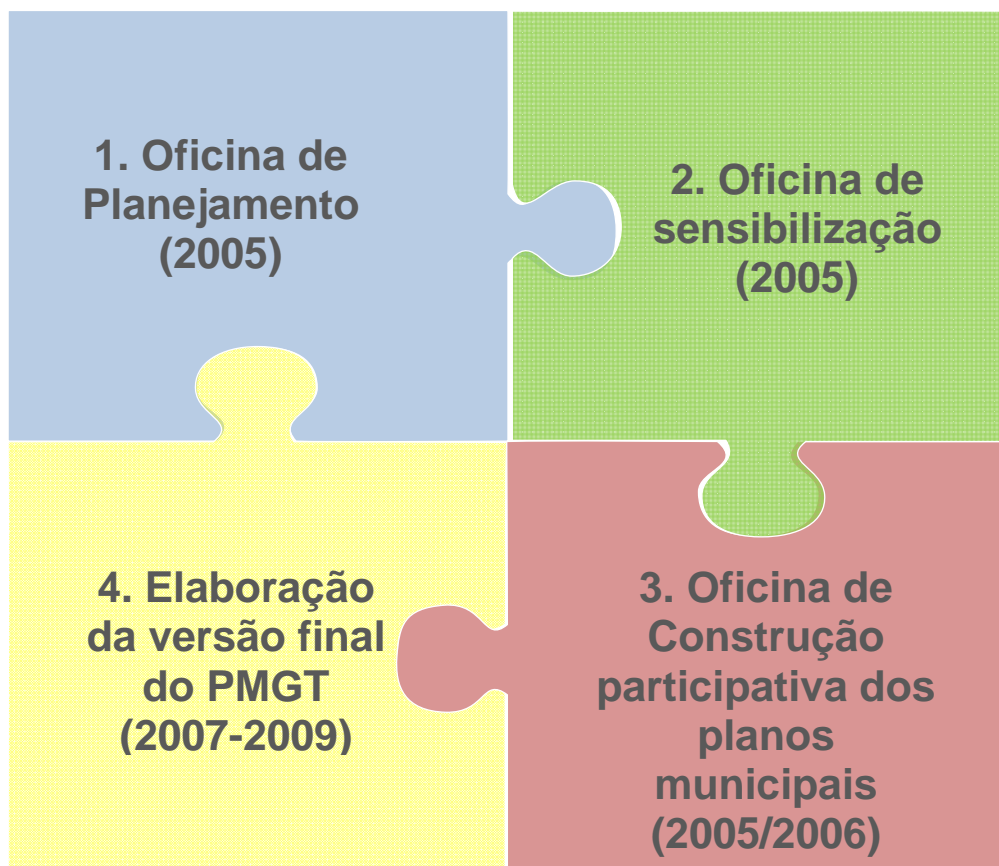 1. Oficina de
Planejamento
(2005)
2. Oficina de
sensibilização
(2005)
3. Oficina de
Construção
participativa dos
planos
municipais
(2005/2006)
4. Elaboração
da versão final
do PMGT
(2007-2009)